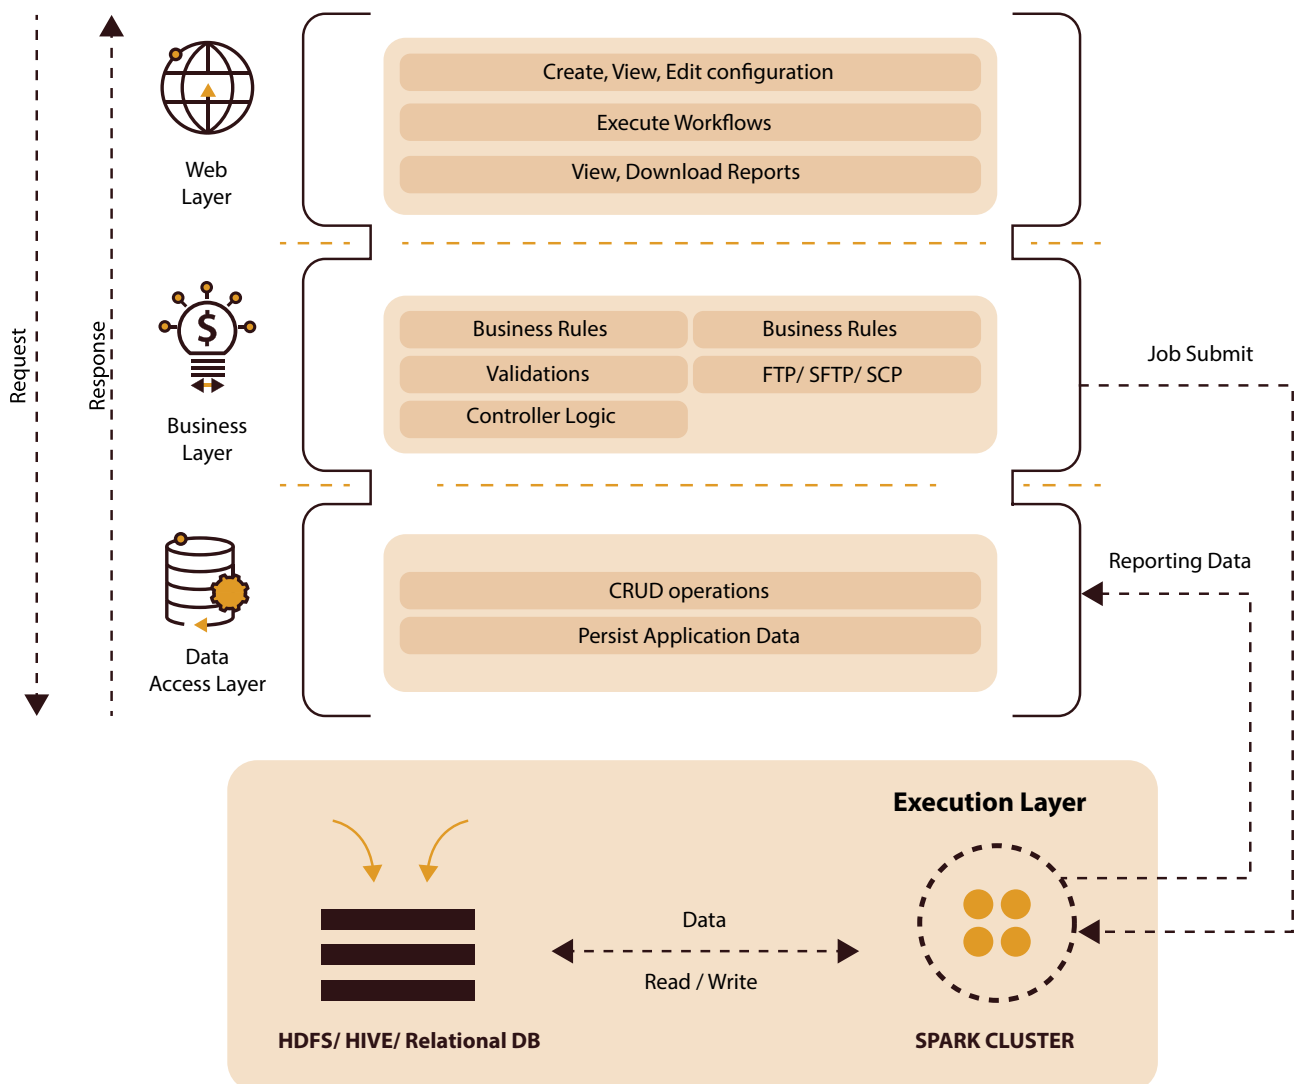 Request
Response
Web
Layer
Create, View, Edit configuration
Execute Workflows
View, Download Reports
Business
Layer
Business Rules
Business Rules
Validations
FTP/ SFTP/ SCP
Controller Logic
Job Submit
Data
Access Layer
CRUD operations
Persist Application Data
Reporting Data
Execution Layer
Data
Read / Write
HDFS/ HIVE/ Relational DB
SPARK CLUSTER
$